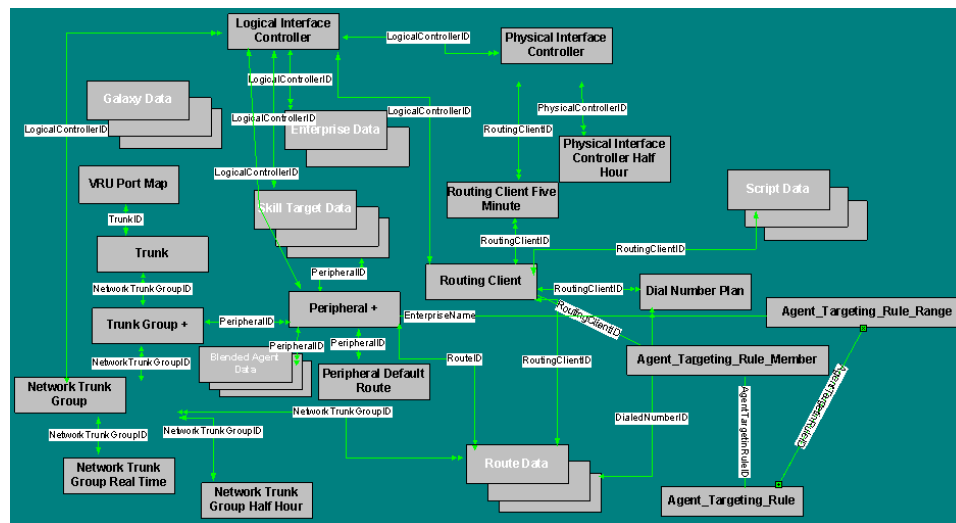 Logical Interface
Controller
Physical Interface
Controller
LogicalControllerID
LogicalControllerID
Galaxy Data
LogicalControllerID
LogicalControllerID
PhysicalControllerID
LogicalControllerID
LogicalControllerID
Enterprise Data
RoutingClientID
Physical Interface
Controller Half
Hour
LogicalControllerID
VRU Port Map
Skill Target Data
Routing Client Five
Minute
Script Data
TrunkID
RoutingClientID
RoutingClientID
Trunk
PeripheralID
Routing Client
NetworkTrunkGroupID
RoutingClientID
Dial Number Plan
Peripheral +
EnterpriseName
RoutingClientID
Agent_Targeting_Rule_Range
Trunk Group +
PeripheralID
PeripheralID
PeripheralID
RouteID
RoutingClientID
Agent_Targeting_Rule_Member
NetworkTrunkGroupID
Blended Agent
Data
Peripheral Default
Route
Network Trunk
Group
NetworkTrunkGroupID
DialedNumberID
AgentTargetinRuleID
AgentTargetinRuleID
NetworkTrunkGroupID
NetworkTrunkGroupID
Network Trunk
Group Real Time
Route Data
Network Trunk
Group Half Hour
Agent_Targeting_Rule